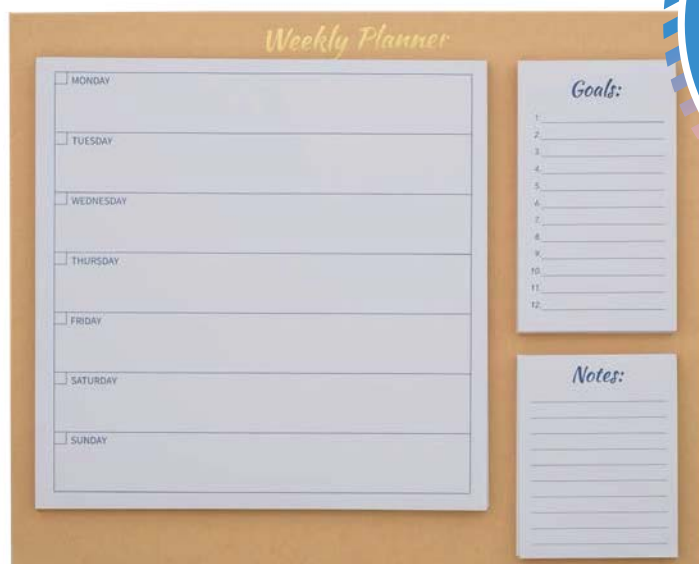 Weekly Planner
MONDAY
TUESDAY
WEDNESDAY
THURSDAY
FRIDAY
SATURDAY
SUNDAY
Goals:
1.
2.
3.
4.
5.
6.
7.
8.
9.
10.
11.
12.
Notes: